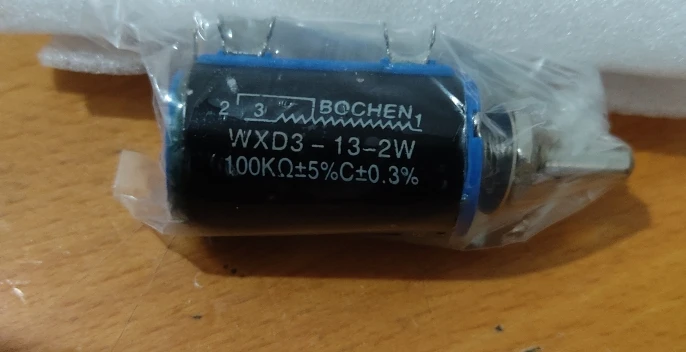 2 3 BOCHEN 1
WXD3-13-2W
100KΩ±5%C±0.3%